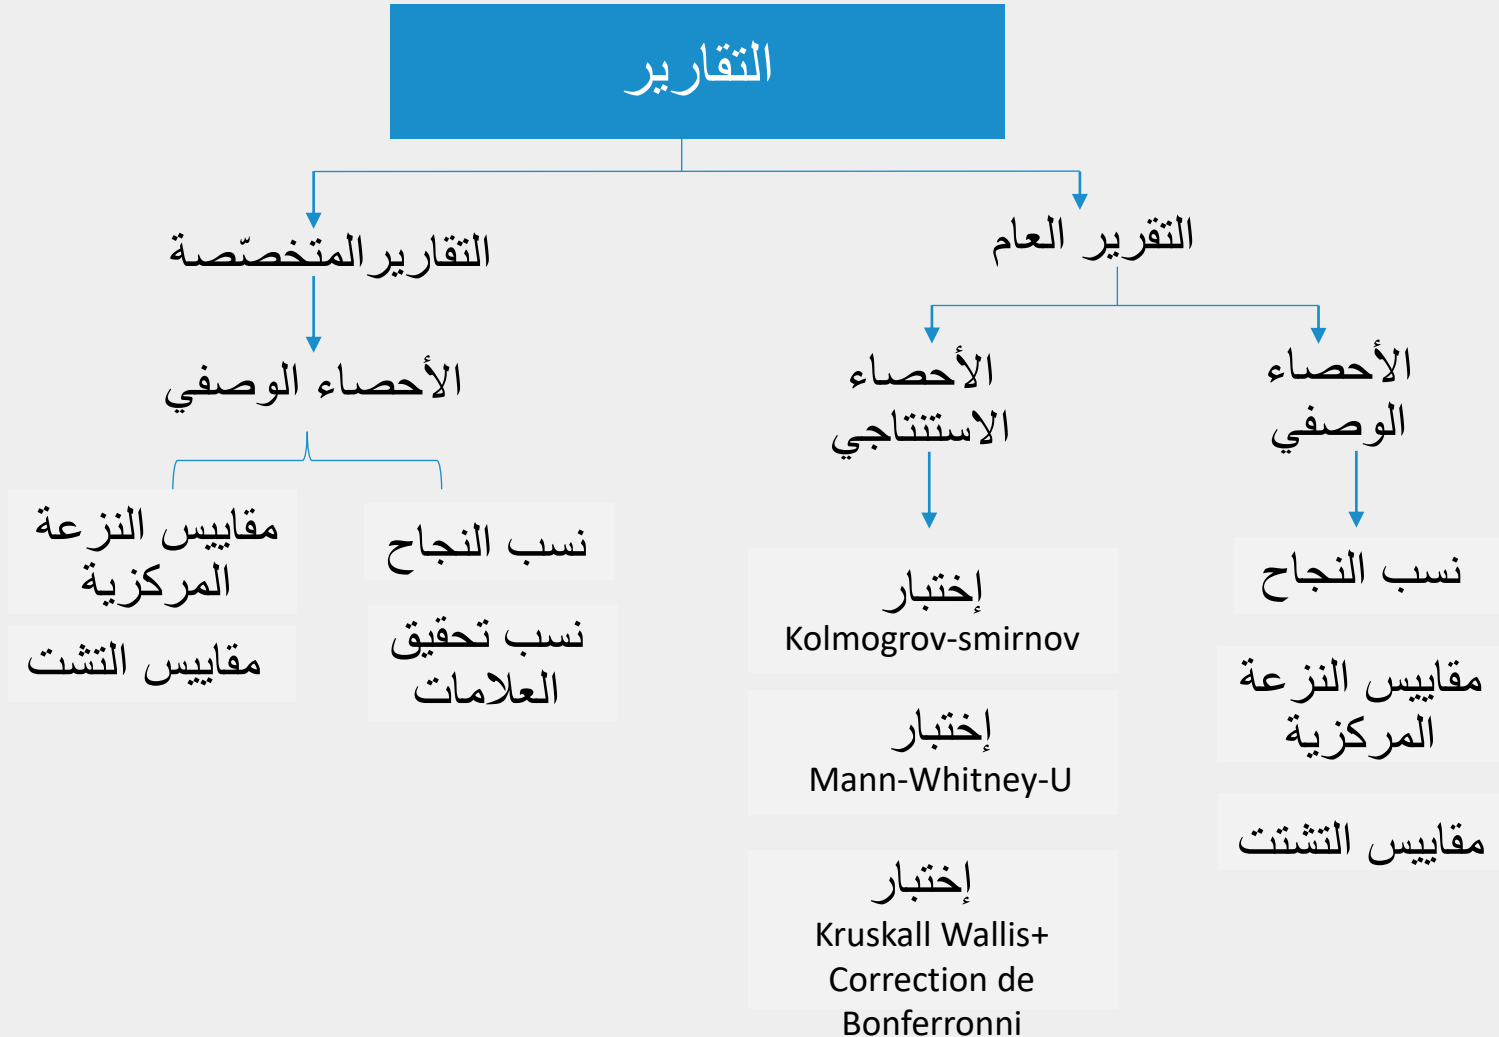 التقارير
التقرير العام
التقارير المتخصّصة
الأحصاء
الوصفي
الأحصاء
الاستنتاجي
الأحصاء الوصفي
نسب النجاح
مقاييس النزعة
المركزية
مقاييس التشتت
إختبار
Kolmogrov-smirnov
إختبار
Mann-Whitney-U
إختبار
Kruskall Wallis+
Correction de
Bonferronni
نسب النجاح
نسب تحقيق
العلامات
مقاييس النزعة
المركزية
مقاييس التشت